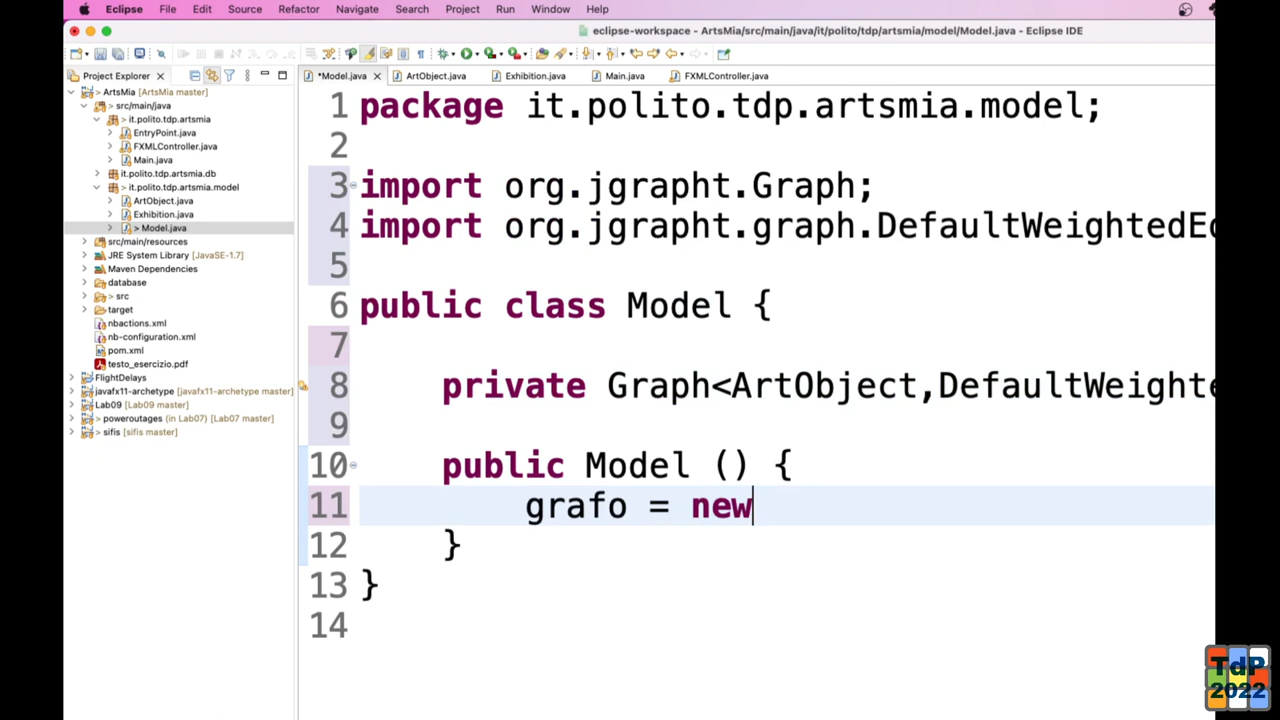 Eclipse File Edit Source Refactor Navigate Search Project Run Window Help
eclipse-workspace - ArtsMia/src/main/java/it/polito/tdp/artsmia/model/Model.java - Eclipse IDE
Project Explorer
*Model.java ArtObject.java Exhibition.java Main.java FXMLController.java
ArtsMia [ArtsMia master]
src/main/java
it.polito.tdp.artsmia
EntryPoint.java
FXMLController.java
Main.java
it.polito.tdp.artsmia.db
> it.polito.tdp.artsmia.model
ArtObject.java
Exhibition.java
> Model.java
src/main/resources
JRE System Library [JavaSE-1.7]
Maven Dependencies
database
> src
target
nbactions.xml
nb-configuration.xml
pom.xml
testo_esercizio.pdf
FlightDelays
javafx11-archetype [javafx11-archetype master]
Lab09 [Lab09 master]
> poweroutages (in Lab07) [Lab07 master]
> sifis [sifis master]
1 package it.polito.tdp.artsmia.model;
2
3 import org.jgrapht.Graph;
4 import org.jgrapht.graph.DefaultWeightedEd
5
6 public class Model {
7
8 private Graph<ArtObject,DefaultWeighte
9
10 public Model () {
11 grafo = new
12 }
13 }
14
TdP
2022